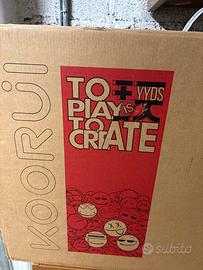 KOORUI
TO
YYDS
PLAY IS
TO
CREATE
subito